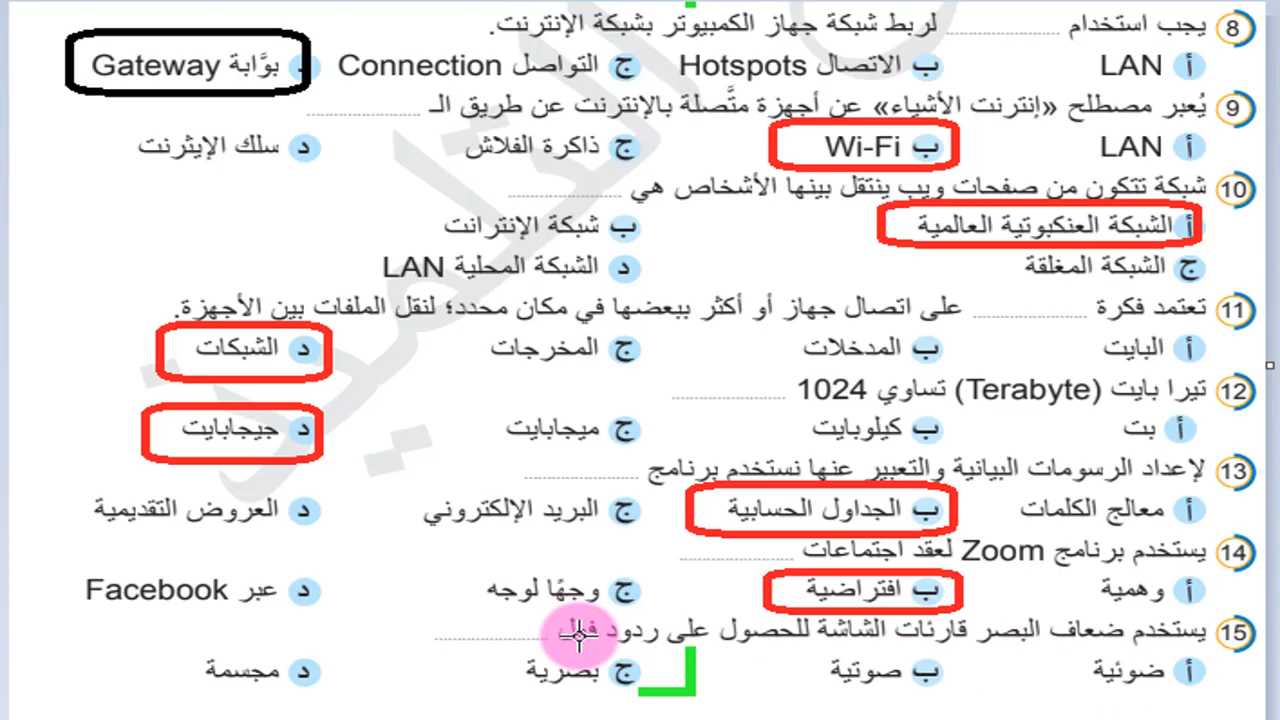 8 يجب استخدام .................... لربط شبكة جهاز الكمبيوتر بشبكة الإنترنت.
أ LAN ب الاتصال Hotspots ج التواصل Connection د بوَّابة Gateway
9 يُعبر مصطلح «إنترنت الأشياء» عن أجهزة متَّصلة بالإنترنت عن طريق الـ ....................
أ LAN ب Wi-Fi ج ذاكرة الفلاش د سلك الإيثرنت
10 شبكة تتكون من صفحات ويب ينتقل بينها الأشخاص هي ....................
أ الشبكة العنكبوتية العالمية ب شبكة الإنترانت
ج الشبكة المغلقة د الشبكة المحلية LAN
11 تعتمد فكرة .................... على اتصال جهاز أو أكثر ببعضها في مكان محدد؛ لنقل الملفات بين الأجهزة.
أ البايت ب المدخلات ج المخرجات د الشبكات
12 تيرا بايت (Terabyte) تساوي 1024 ....................
أ بت ب كيلوبايت ج ميجابايت د جيجابايت
13 لإعداد الرسومات البيانية والتعبير عنها نستخدم برنامج ....................
أ معالج الكلمات ب الجداول الحسابية ج البريد الإلكتروني د العروض التقديمية
14 يستخدم برنامج Zoom لعقد اجتماعات ....................
أ وهمية ب افتراضية ج وجهًا لوجه د عبر Facebook
15 يستخدم ضعاف البصر قارئات الشاشة للحصول على ردود ....................
أ ضوئية ب صوتية ج بصرية د مجسمة